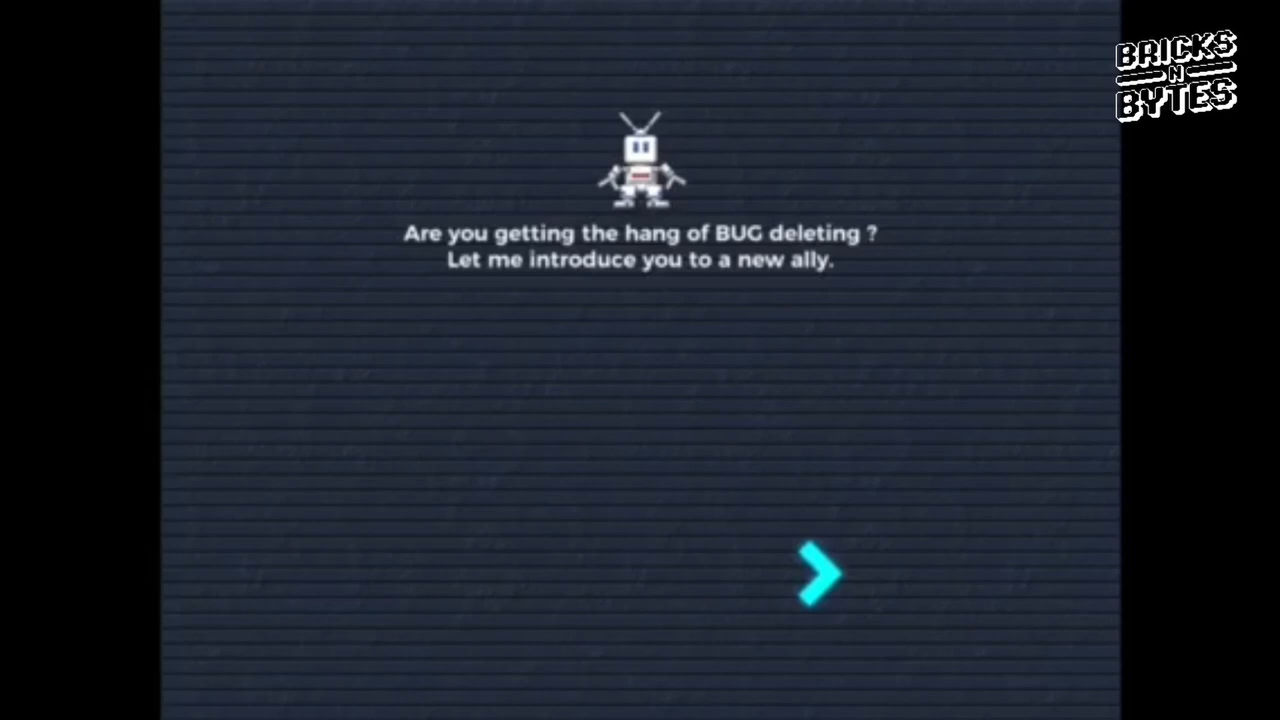 BRICKS
N
BYTES
Are you getting the hang of BUG deleting ?
Let me introduce you to a new ally.